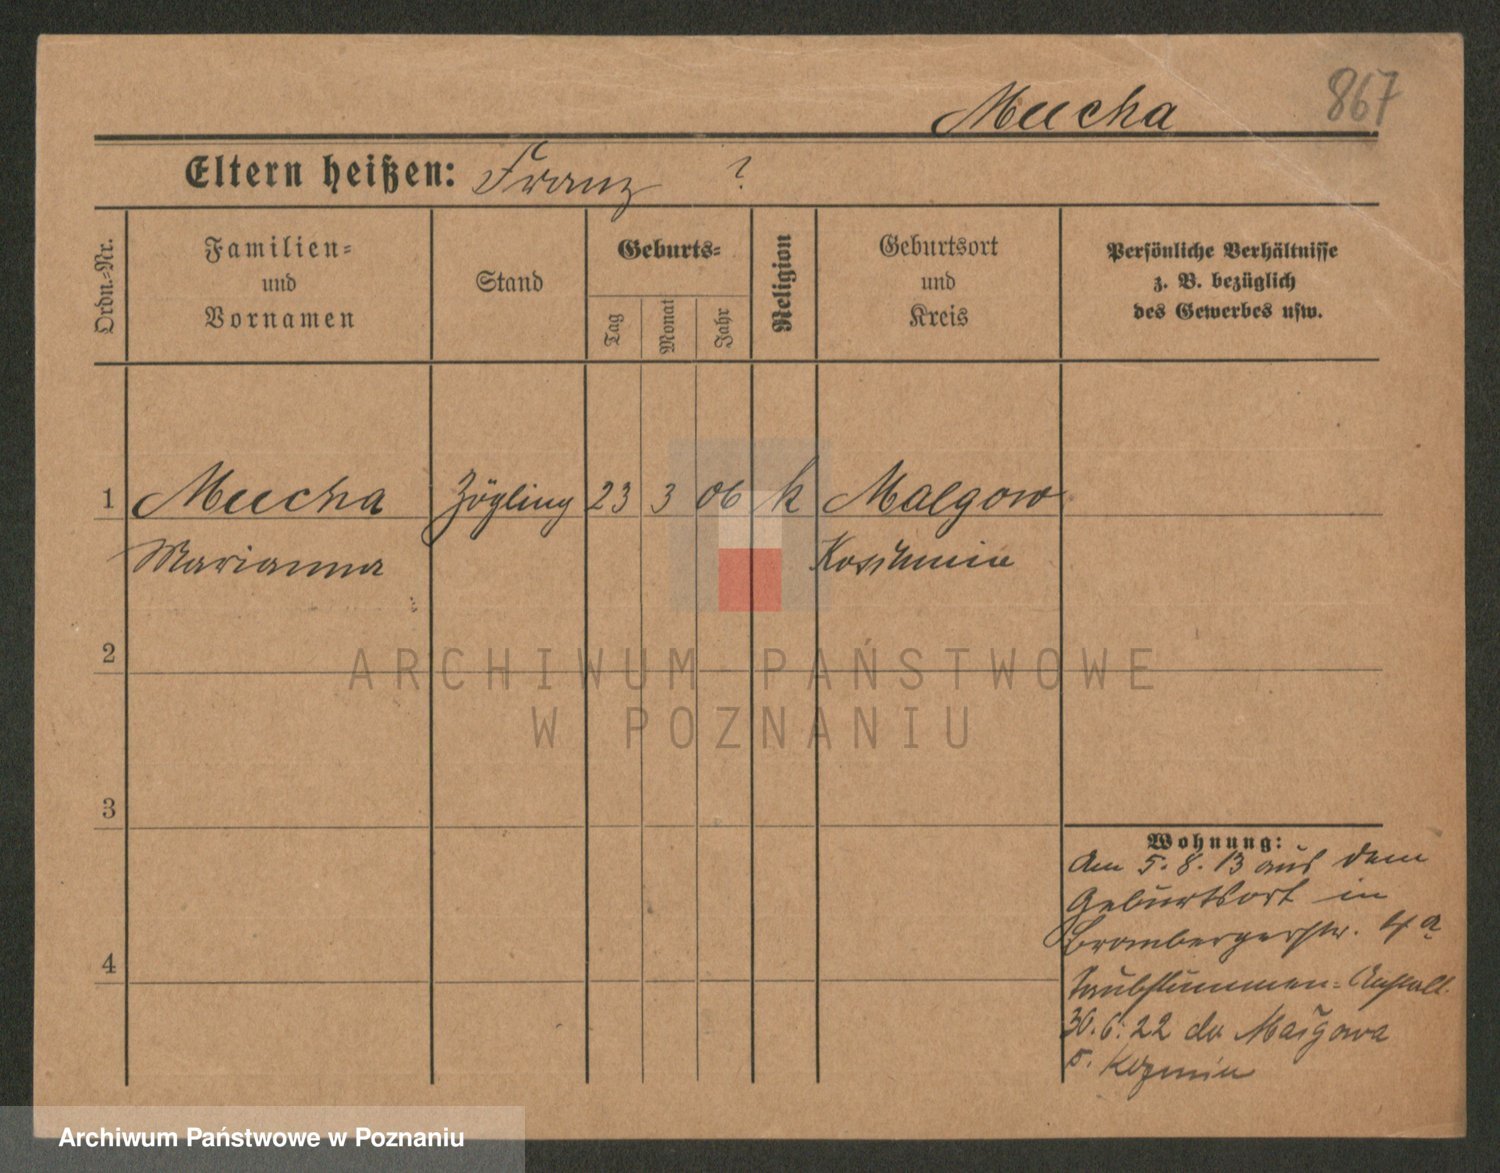 867
Mucha
Eltern heißen: Franz ?
Ordn.-Nr.
Familien-
und
Vornamen
Stand
Geburts-
Tag
Monat
Jahr
Religion
Geburtsort
und
Kreis
Persönliche Verhältnisse
z. B. bezüglich
des Gewerbes usw.
1 Mucha Zögling 23 3 06 k Malgow
Marianna Koschmin
2
ARCHIWUM PAŃSTWOWE
W POZNANIU
3
Wohnung:
Am 5.8.13 aus dem
Geburtsort in
Brombergerstr. 4a
Taubstummen-Anstalt
4
30.6.22 do Małgowa
p. Kozmin
Archiwum Państwowe w Poznaniu